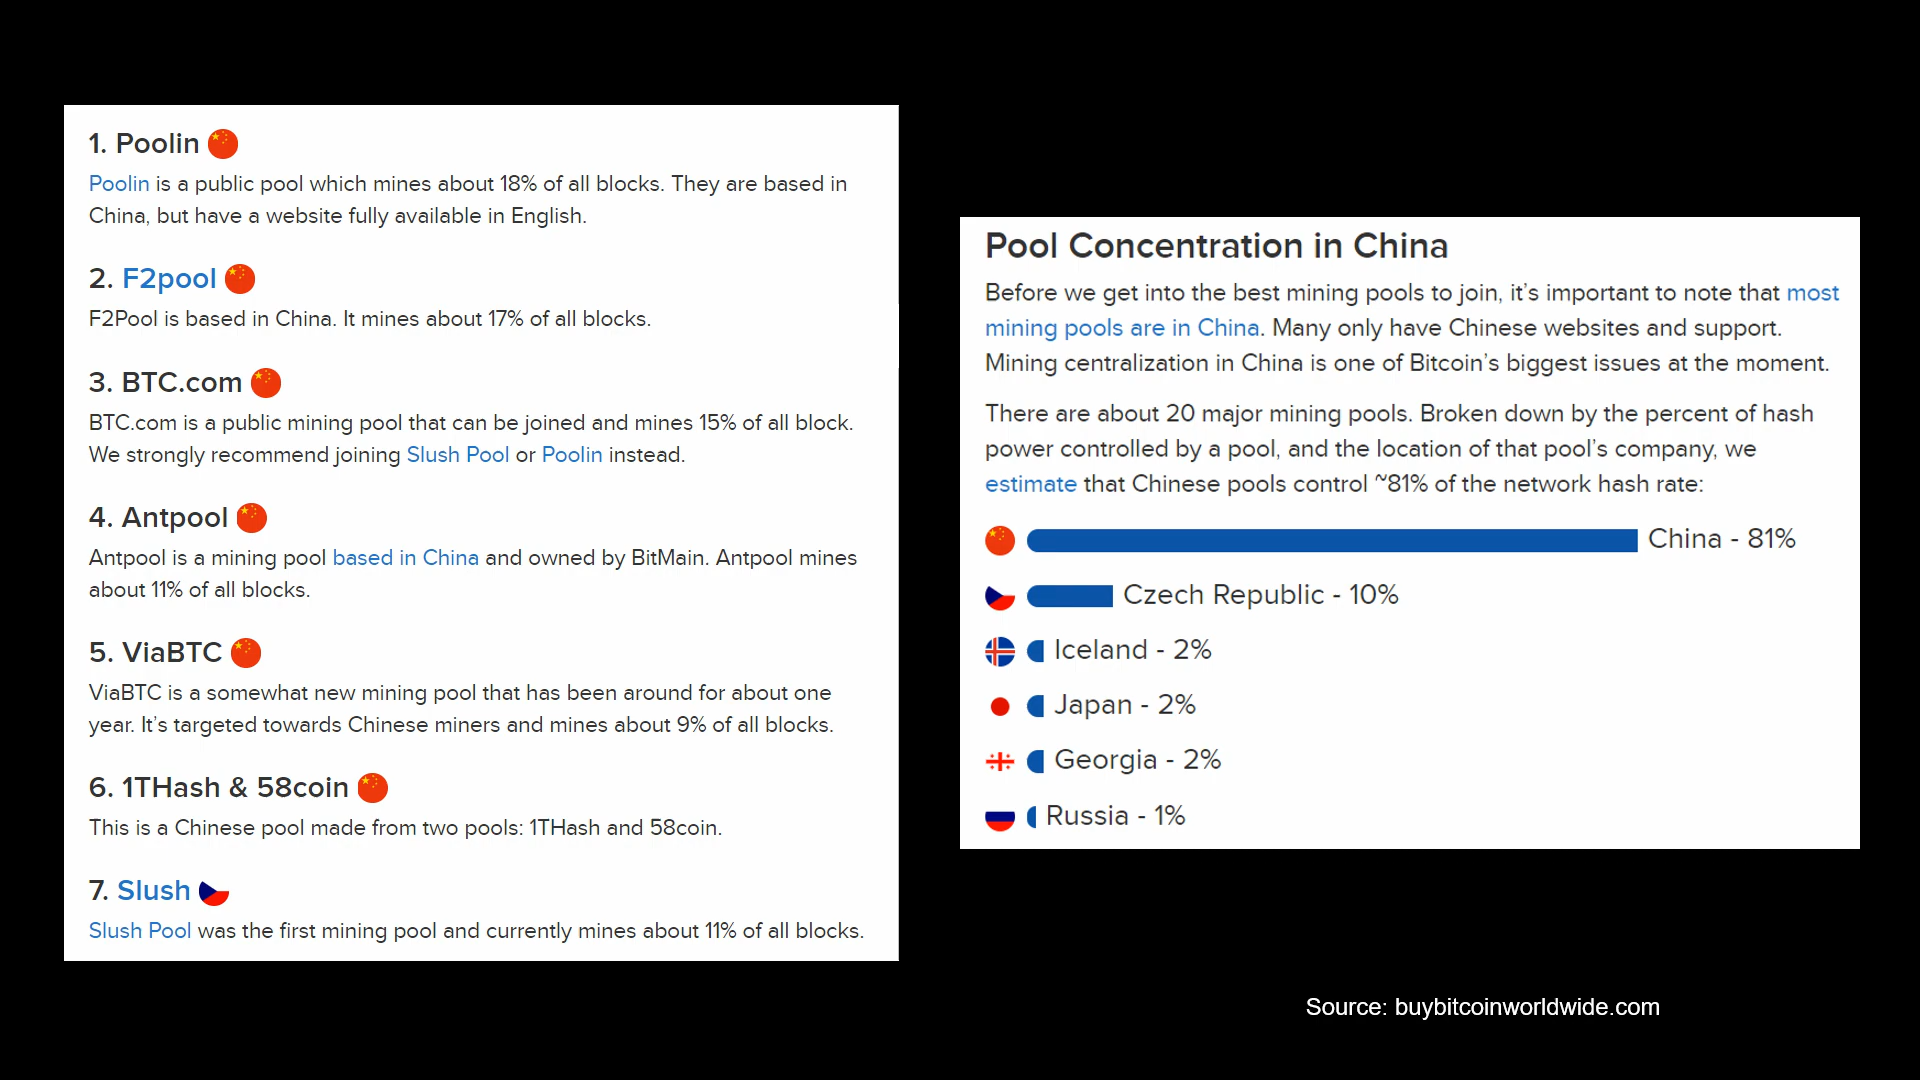 1. Poolin
Poolin is a public pool which mines about 18% of all blocks. They are based in
China, but have a website fully available in English.
2. F2pool
F2Pool is based in China. It mines about 17% of all blocks.
3. BTC.com
BTC.com is a public mining pool that can be joined and mines 15% of all block.
We strongly recommend joining Slush Pool or Poolin instead.
4. Antpool
Antpool is a mining pool based in China and owned by BitMain. Antpool mines
about 11% of all blocks.
5. ViaBTC
ViaBTC is a somewhat new mining pool that has been around for about one
year. It’s targeted towards Chinese miners and mines about 9% of all blocks.
6. 1THash & 58coin
This is a Chinese pool made from two pools: 1THash and 58coin.
7. Slush
Slush Pool was the first mining pool and currently mines about 11% of all blocks.
Pool Concentration in China
Before we get into the best mining pools to join, it’s important to note that most
mining pools are in China. Many only have Chinese websites and support.
Mining centralization in China is one of Bitcoin’s biggest issues at the moment.
There are about 20 major mining pools. Broken down by the percent of hash
power controlled by a pool, and the location of that pool’s company, we
estimate that Chinese pools control ~81% of the network hash rate:
China - 81%
Czech Republic - 10%
Iceland - 2%
Japan - 2%
Georgia - 2%
Russia - 1%
Source: buybitcoinworldwide.com